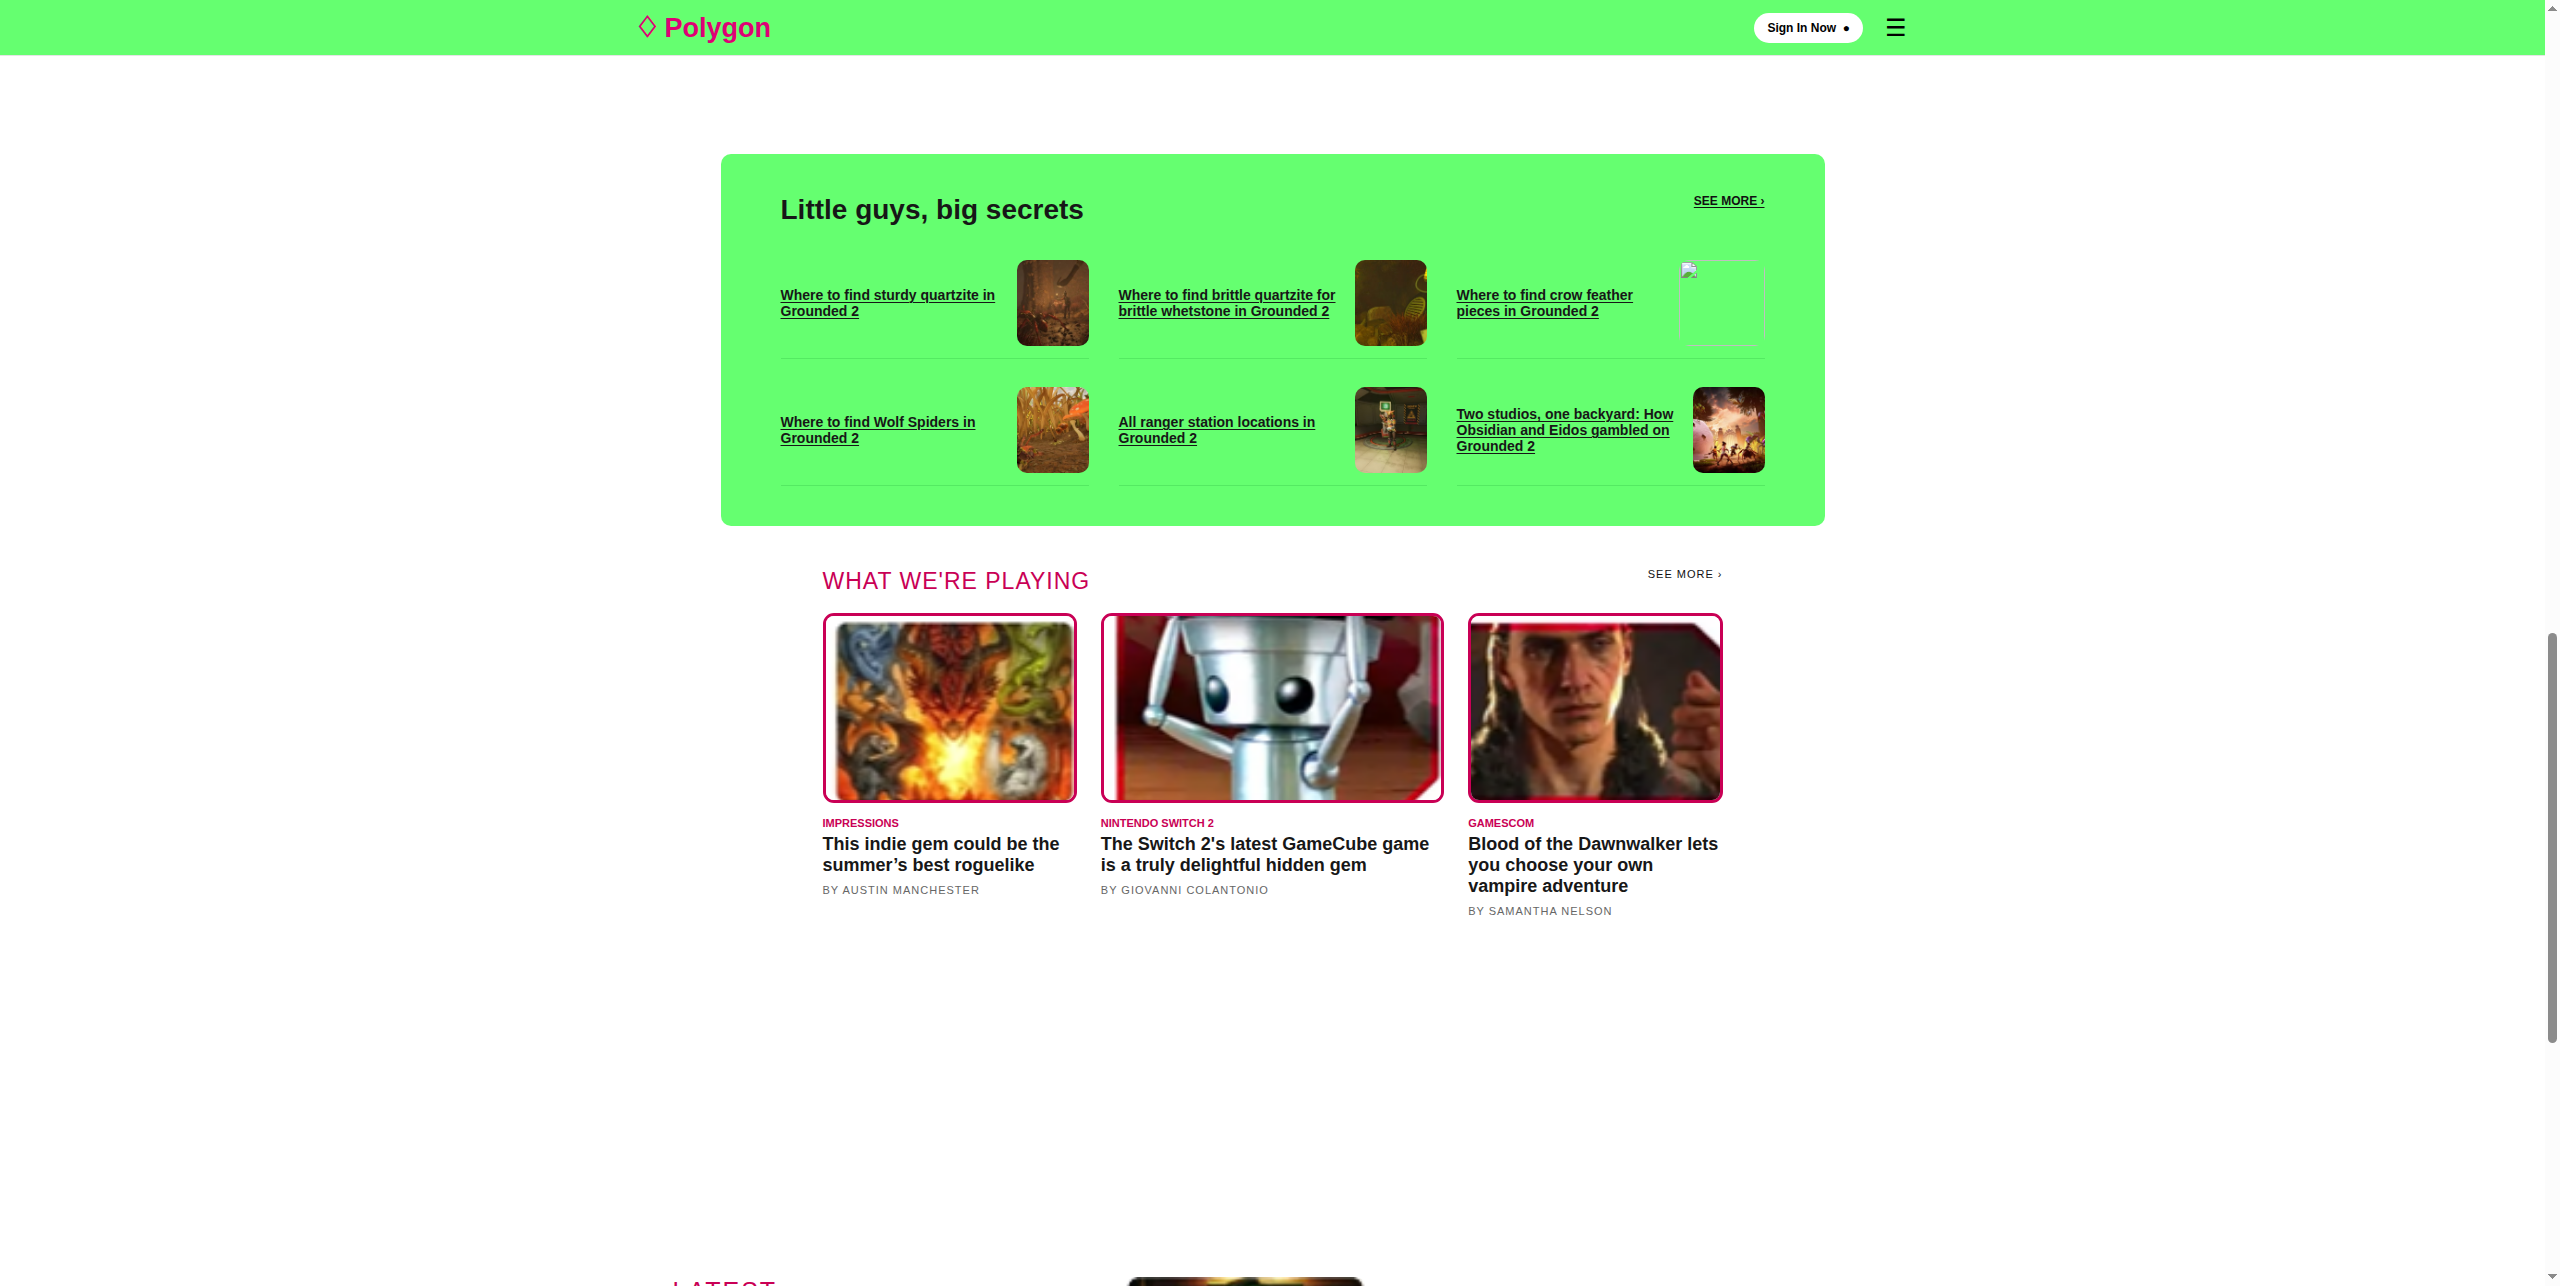 Polygon
Sign In Now
Little guys, big secrets
SEE MORE ›
Where to find sturdy quartzite in
Grounded 2
Where to find brittle quartzite for
brittle whetstone in Grounded 2
Where to find crow feather
pieces in Grounded 2
Where to find Wolf Spiders in
Grounded 2
All ranger station locations in
Grounded 2
Two studios, one backyard: How
Obsidian and Eidos gambled on
Grounded 2
WHAT WE'RE PLAYING
SEE MORE ›
IMPRESSIONS
This indie gem could be the
summer’s best roguelike
BY AUSTIN MANCHESTER
NINTENDO SWITCH 2
The Switch 2's latest GameCube game
is a truly delightful hidden gem
BY GIOVANNI COLANTONIO
GAMESCOM
Blood of the Dawnwalker lets
you choose your own
vampire adventure
BY SAMANTHA NELSON
LATEST